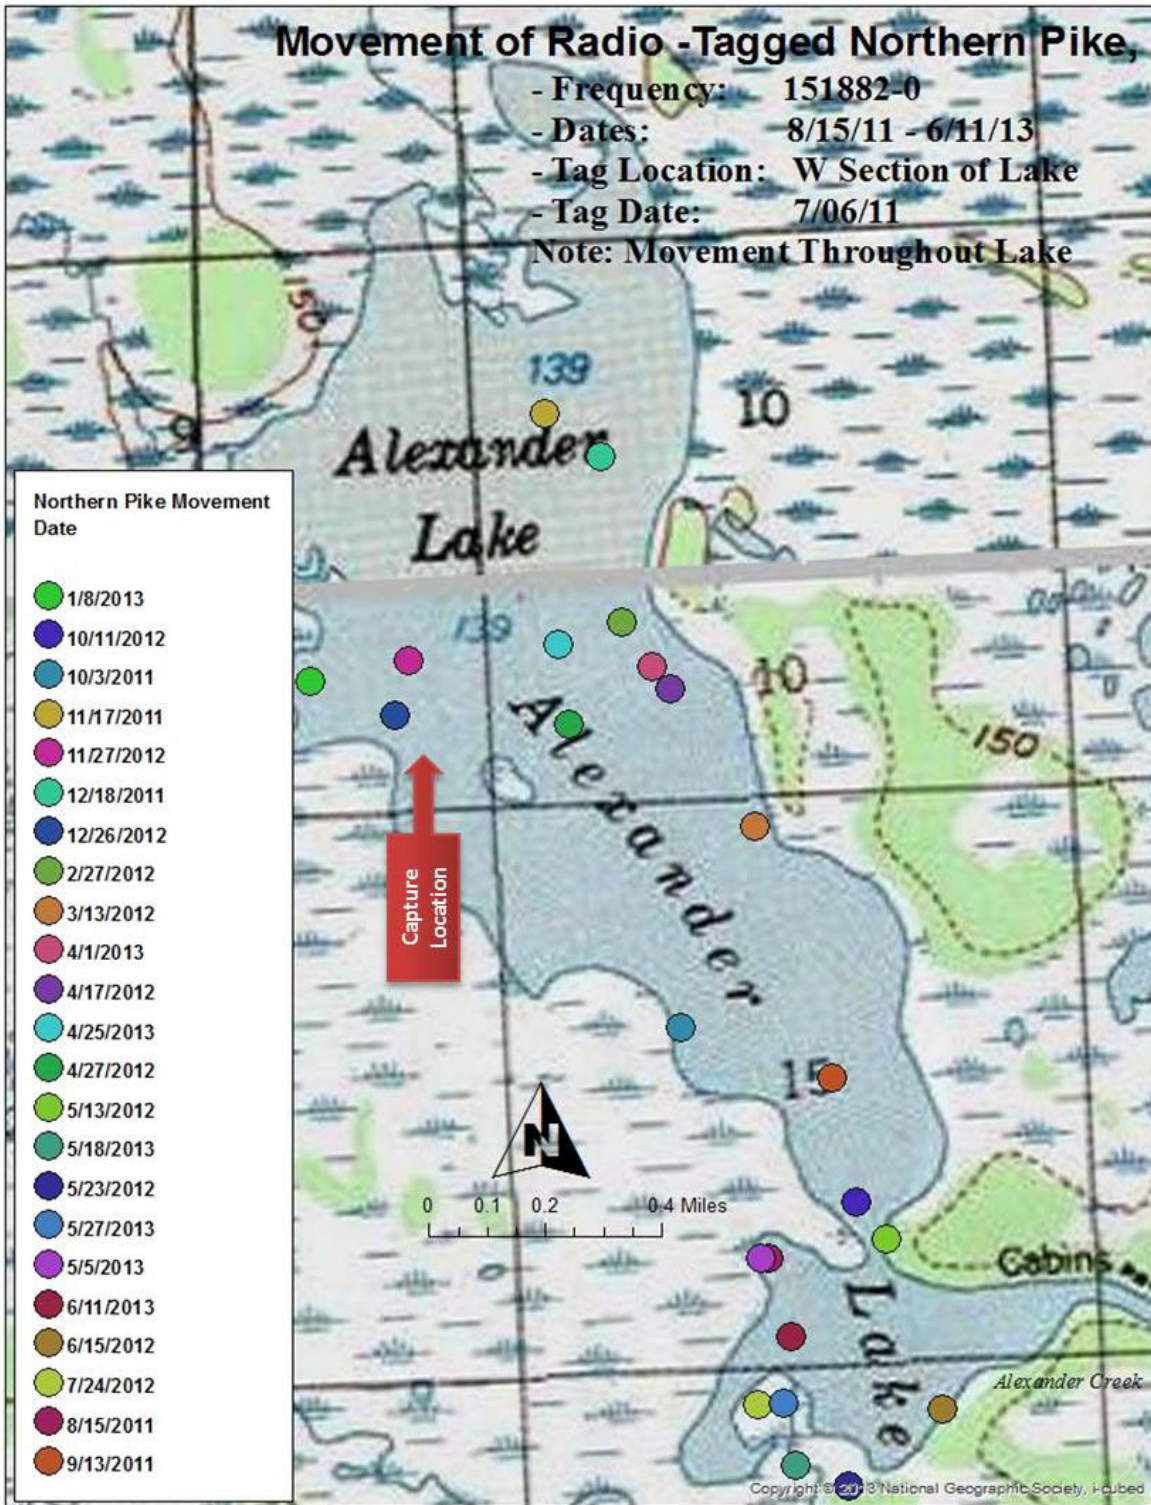 Movement of Radio -Tagged Northern Pike,
- Frequency: 151882-0
- Dates: 8/15/11 - 6/11/13
- Tag Location: W Section of Lake
- Tag Date: 7/06/11
Note: Movement Throughout Lake
150
139
9
10
Alexander
Lake
Northern Pike Movement
Date
1/8/2013
10/11/2012
10/3/2011
11/17/2011
11/27/2012
12/18/2011
12/26/2012
2/27/2012
3/13/2012
4/1/2013
4/17/2012
4/25/2013
4/27/2012
5/13/2012
5/18/2013
5/23/2012
5/27/2013
5/5/2013
6/11/2013
6/15/2012
7/24/2012
8/15/2011
9/13/2011
139
10
150
Alexander
Capture
Location
15
N
0 0.1 0.2 0.4 Miles
Cabins
Lake
Alexander Creek
Copyright:© 2013 National Geographic Society, i-cubed